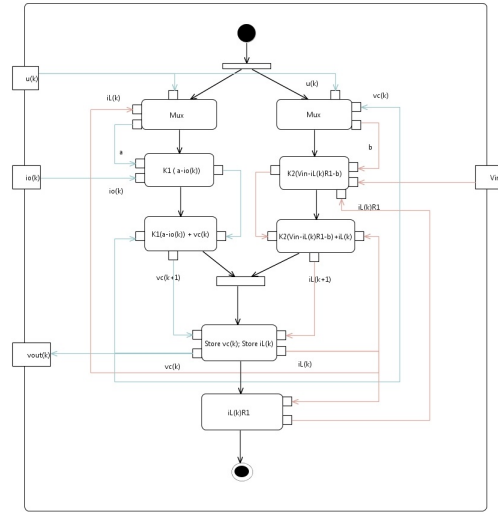 u(k)
u(k)
iL(k)
vc(k)
Mux
Mux
a
b
K1 ( a-io(k))
K2(Vin-iL(k)R1-b)
io(k)
Vin
io(k)
iL(k)R1
K1(a-io(k)) + vc(k)
K2(Vin-iL(k)R1-b) +iL(k)
vc(k+1)
iL(k+1)
Store vc(k); Store iL(k)
vout(k)
vc(k)
iL(k)
iL(k)R1